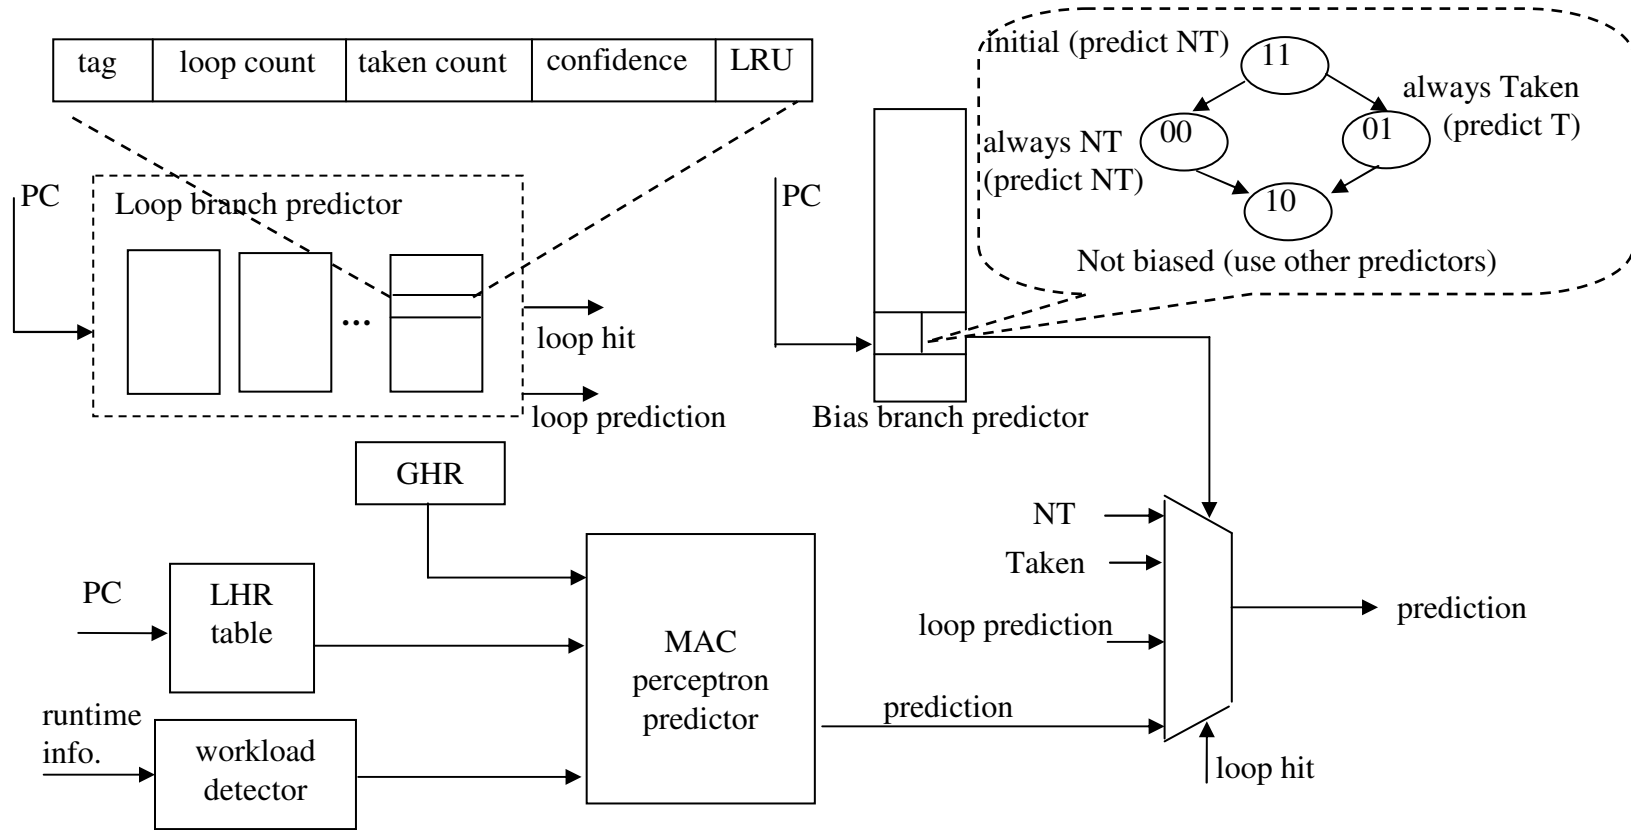 tag
loop count
taken count
confidence
LRU
initial (predict NT)
11
always Taken
(predict T)
00
01
always NT
(predict NT)
10
Not biased (use other predictors)
PC
Loop branch predictor
...
loop hit
loop prediction
PC
Bias branch predictor
GHR
PC
LHR
table
runtime
info.
workload
detector
MAC
perceptron
predictor
prediction
NT
Taken
loop prediction
loop hit
prediction